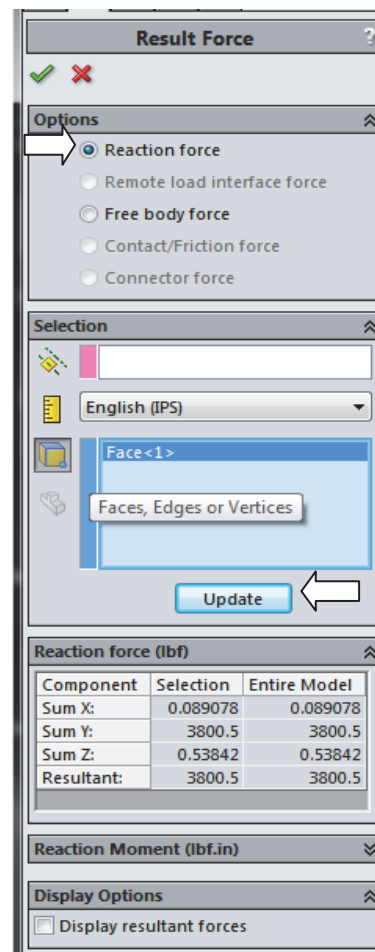 Result Force ?
Options
Reaction force
Remote load interface force
Free body force
Contact/Friction force
Connector force
Selection
English (IPS)
Face<1>
Faces, Edges or Vertices
Update
Reaction force (lbf)
Component Selection Entire Model
Sum X: 0.089078 0.089078
Sum Y: 3800.5 3800.5
Sum Z: 0.53842 0.53842
Resultant: 3800.5 3800.5
Reaction Moment (lbf.in)
Display Options
Display resultant forces